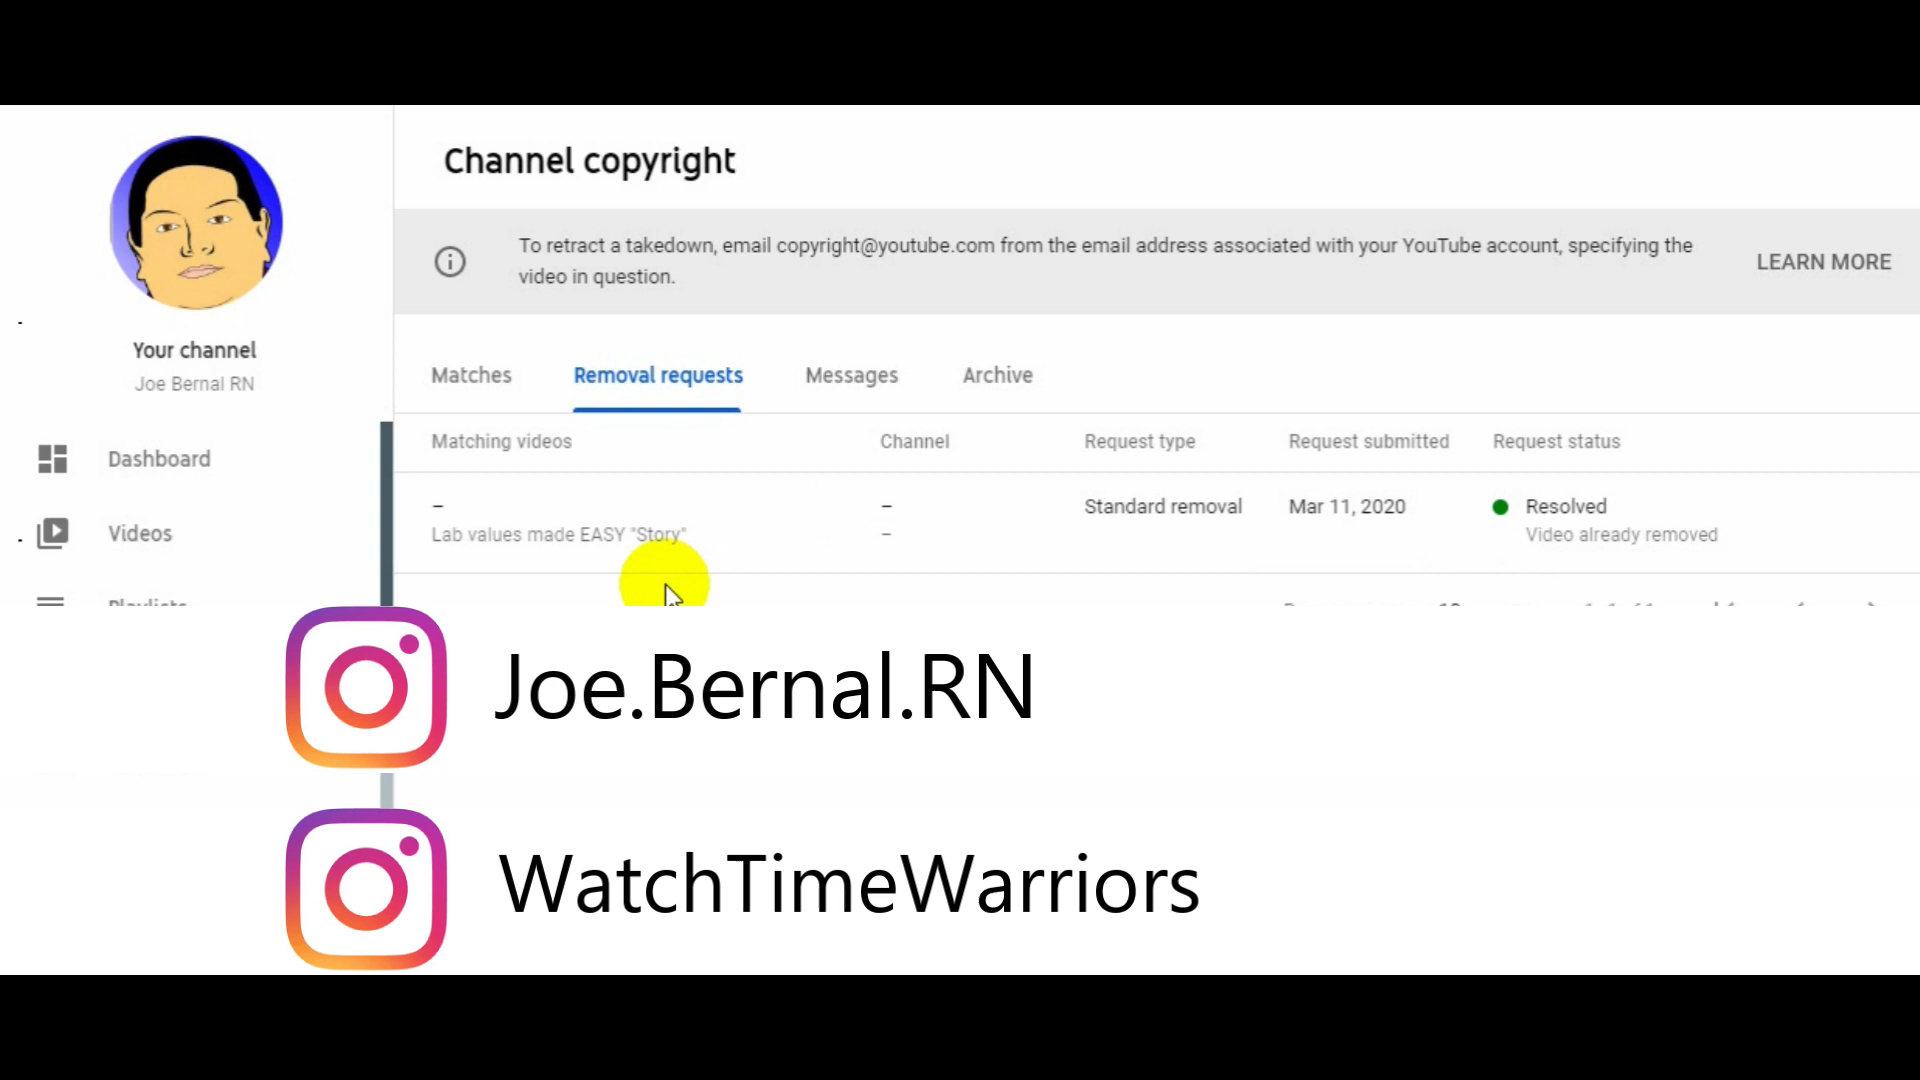 Channel copyright
To retract a takedown, email copyright@youtube.com from the email address associated with your YouTube account, specifying the
video in question.
LEARN MORE
Your channel
Joe Bernal RN
Matches Removal requests Messages Archive
Matching videos Channel Request type Request submitted Request status
Dashboard
– – Standard removal Mar 11, 2020 Resolved
Lab values made EASY "Story" – Video already removed
Videos
Playlists
Joe.Bernal.RN
WatchTimeWarriors